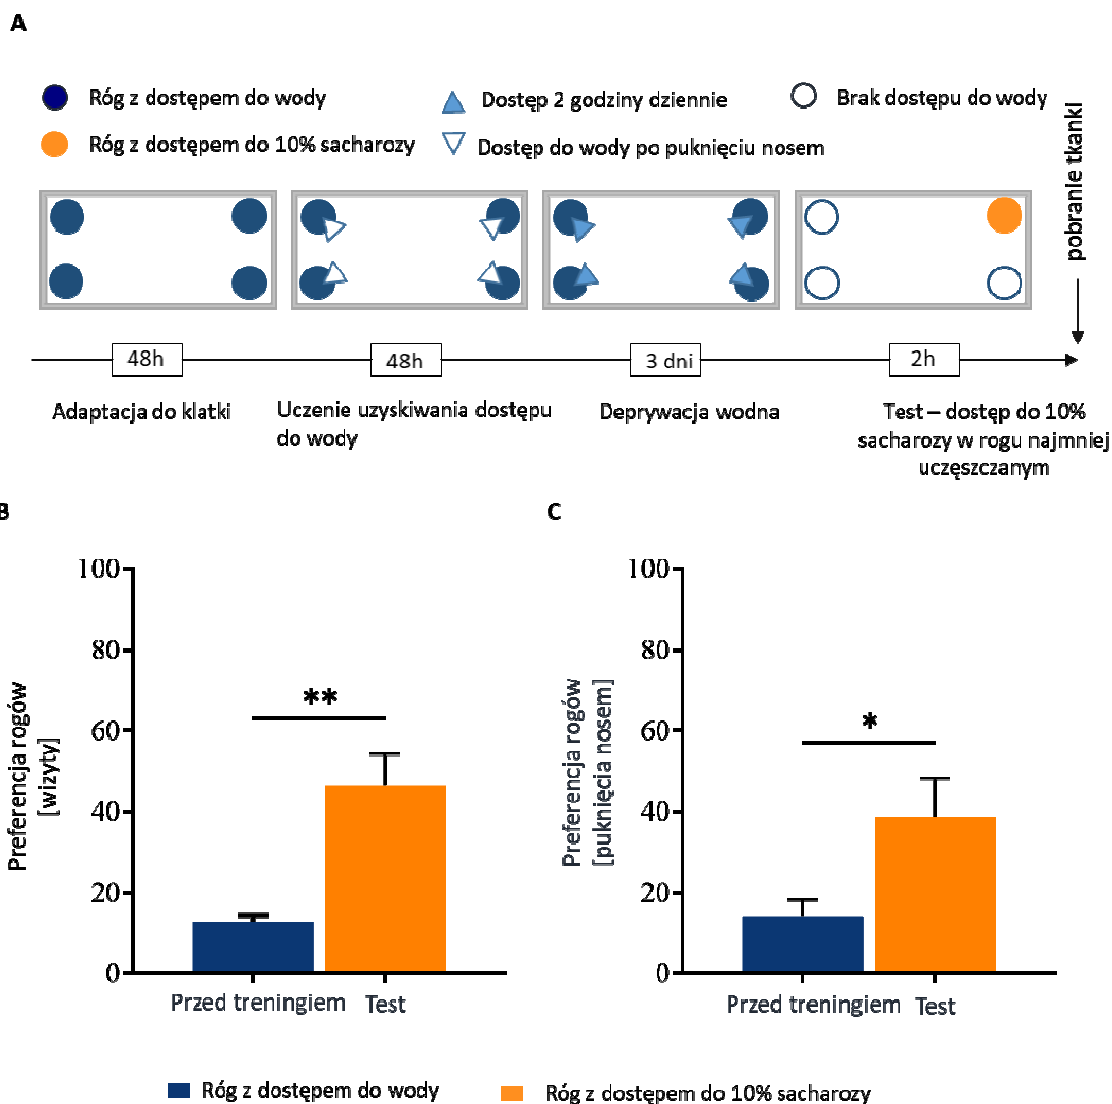 A
Róg z dostępem do wody
Dostęp 2 godziny dziennie
Brak dostępu do wody
Róg z dostępem do 10% sacharozy
Dostęp do wody po puknięciu nosem
pobranie tkanki
48h
48h
3 dni
2h
Adaptacja do klatki
Uczenie uzyskiwania dostępu
do wody
Deprywacja wodna
Test – dostęp do 10%
sacharozy w rogu najmniej
uczęszczanym
B
Preferencja rogów
[wizyty]
100
80
60
40
20
0
**
Przed treningiem
Test
C
Preferencja rogów
[puknięcia nosem]
100
80
60
40
20
0
*
Przed treningiem
Test
Róg z dostępem do wody
Róg z dostępem do 10% sacharozy